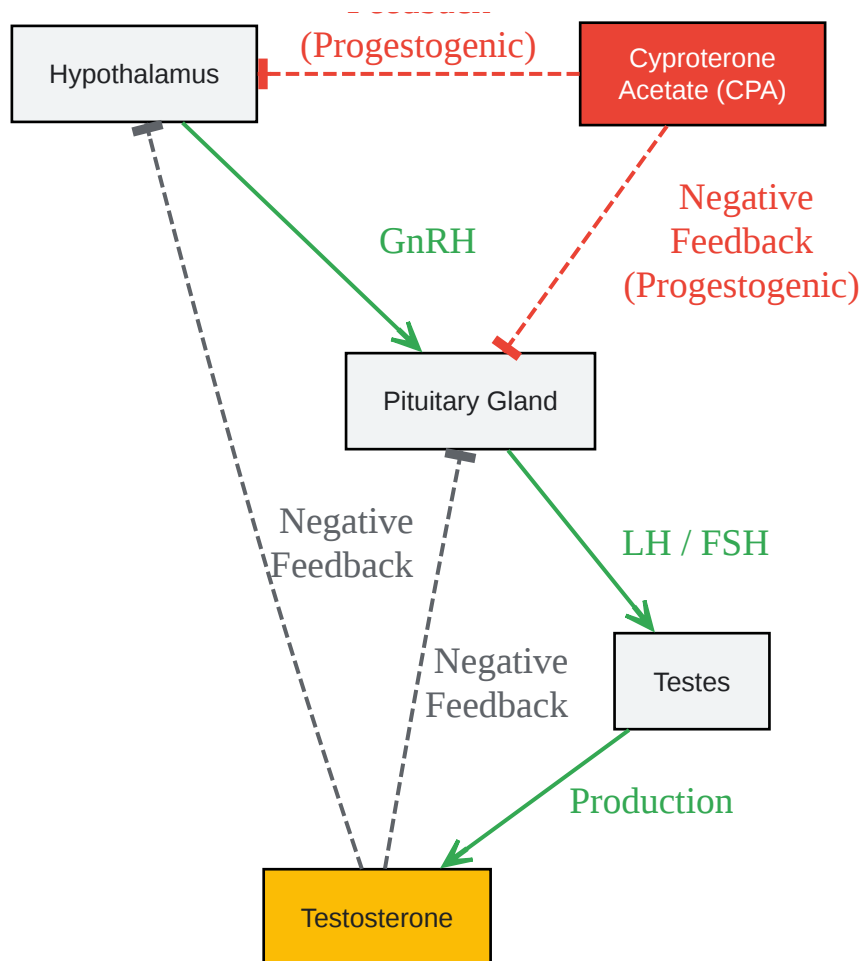 (Progestogenic)
Hypothalamus
Cyproterone
Acetate (CPA)
Negative
Feedback
(Progestogenic)
GnRH
Pituitary Gland
Negative
Feedback
LH / FSH
Negative
Feedback
Testes
Production
Testosterone